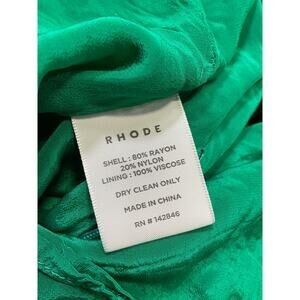 RHODE
SHELL : 80% RAYON
20% NYLON
LINING : 100% VISCOSE
DRY CLEAN ONLY
MADE IN CHINA
RN # 142846